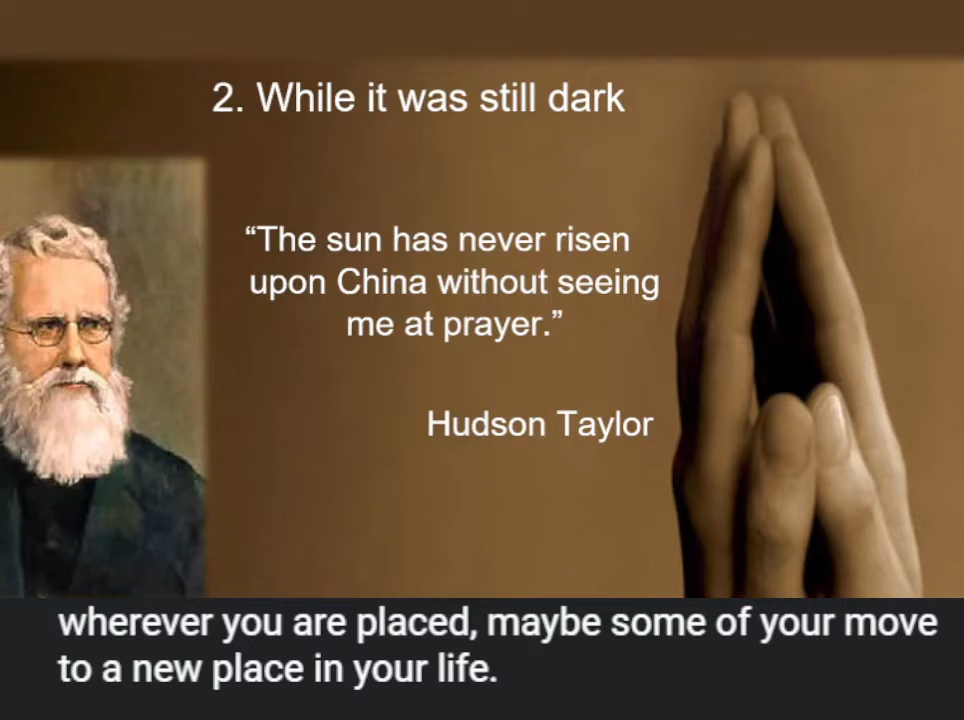 2. While it was still dark
“The sun has never risen
upon China without seeing
me at prayer.”
Hudson Taylor
wherever you are placed, maybe some of your move
to a new place in your life.